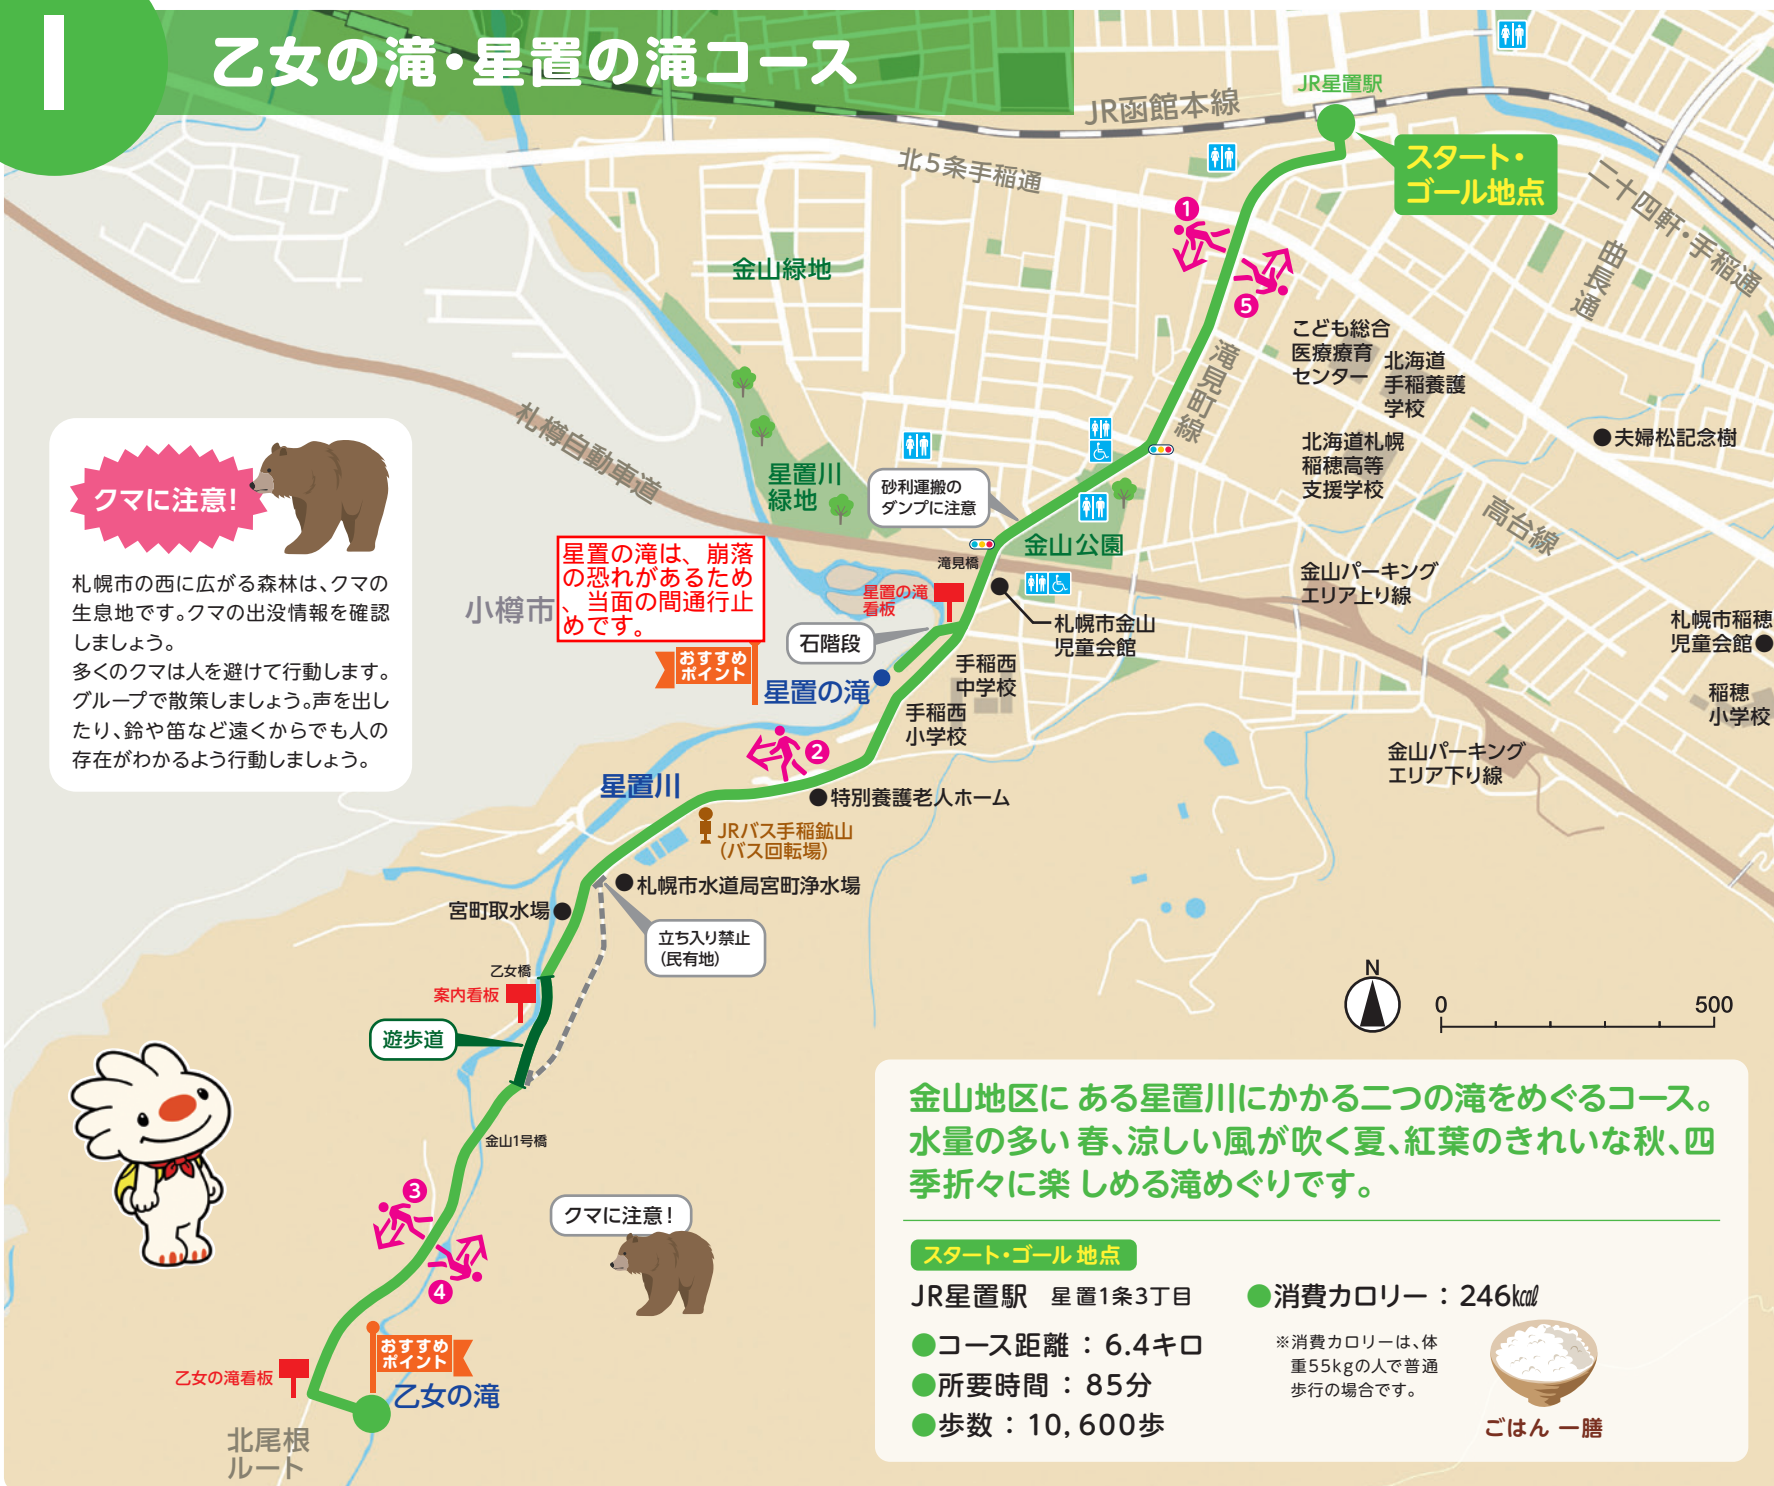 1
乙女の滝・星置の滝コース
JR星置駅
JR函館本線
スタート・
ゴール地点
北5条手稲通
二十四軒・手稲通
曲長通
1
5
金山緑地
滝見町線
こども総合
医療療育
センター
北海道
手稲養護
学校
北海道札幌
稲穂高等
支援学校
夫婦松記念樹
高台線
札樽自動車道
クマに注意!
札幌市の西に広がる森林は、クマの
生息地です。クマの出没情報を確認
しましょう。
多くのクマは人を避けて行動します。
グループで散策しましょう。声を出し
たり、鈴や笛など遠くからでも人の
存在がわかるよう行動しましょう。
星置川
緑地
砂利運搬の
ダンプに注意
金山公園
滝見橋
小樽市
星置の滝は、崩落
の恐れがあるため
、当面の間通行止
めです。
おすすめ
ポイント
星置の滝
看板
石階段
星置の滝
札幌市金山
児童会館
手稲西
中学校
手稲西
小学校
金山パーキング
エリア上り線
札幌市稲穂
児童会館
稲穂
小学校
金山パーキング
エリア下り線
2
星置川
特別養護老人ホーム
JRバス手稲鉱山
(バス回転場)
札幌市水道局宮町浄水場
宮町取水場
立ち入り禁止
(民有地)
乙女橋
案内看板
遊歩道
金山1号橋
N
0
500
3
4
クマに注意!
おすすめ
ポイント
乙女の滝看板
乙女の滝
北尾根
ルート
金山地区に ある星置川にかかる二つの滝をめぐるコース。
水量の多い 春、涼しい風が吹く夏、紅葉のきれいな秋、四
季折々に楽 しめる滝めぐりです。
スタート・ゴール 地点
JR星置駅 星置1条3丁目
●コース距離 : 6.4キロ
●所要時間 : 85分
●歩数 : 10,600歩
●消費カロリー : 246㎉
※消費カロリーは、体
重55kgの人で普通
歩行の場合です。
ごはん 一膳